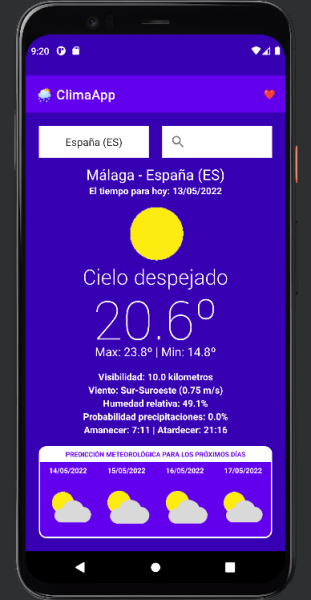 9:20
ClimaApp
España (ES)
Málaga - España (ES)
El tiempo para hoy: 13/05/2022
Cielo despejado
20.6º
Max: 23.8º | Min: 14.8º
Visibilidad: 10.0 kilometros
Viento: Sur-Suroeste (0.75 m/s)
Humedad relativa: 49.1%
Probabilidad precipitaciones: 0.0%
Amanecer: 7:11 | Atardecer: 21:16
PREDICCIÓN METEOROLÓGICA PARA LOS PRÓXIMOS DÍAS
14/05/2022 15/05/2022 16/05/2022 17/05/2022